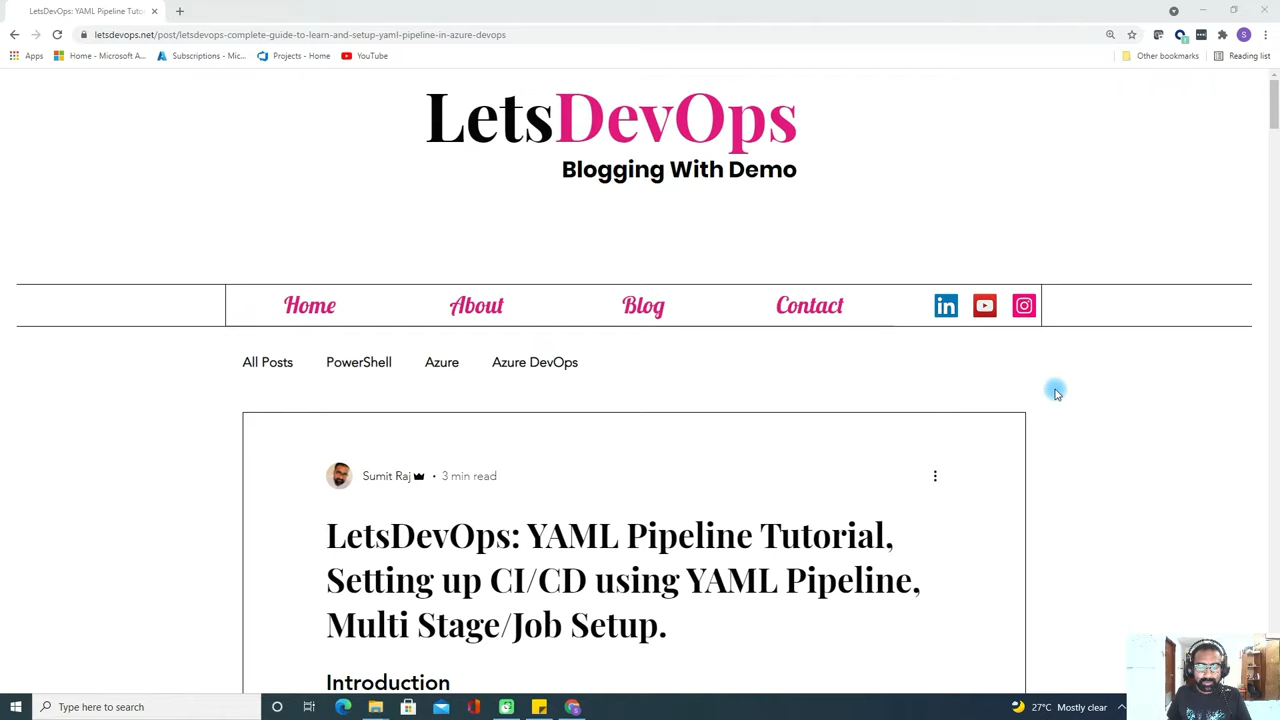 LetsDevOps: YAML Pipeline Tuto
letsdevops.net/post/letsdevops-complete-guide-to-learn-and-setup-yaml-pipeline-in-azure-devops
S
Apps
Home - Microsoft A...
Subscriptions - Mic...
Projects - Home
YouTube
Other bookmarks
Reading list
LetsDevOps
Blogging With Demo
Home
About
Blog
Contact
in
All Posts
PowerShell
Azure
Azure DevOps
Sumit Raj
• 3 min read
LetsDevOps: YAML Pipeline Tutorial,
Setting up CI/CD using YAML Pipeline,
Multi Stage/Job Setup.
Introduction
Type here to search
27°C Mostly clear